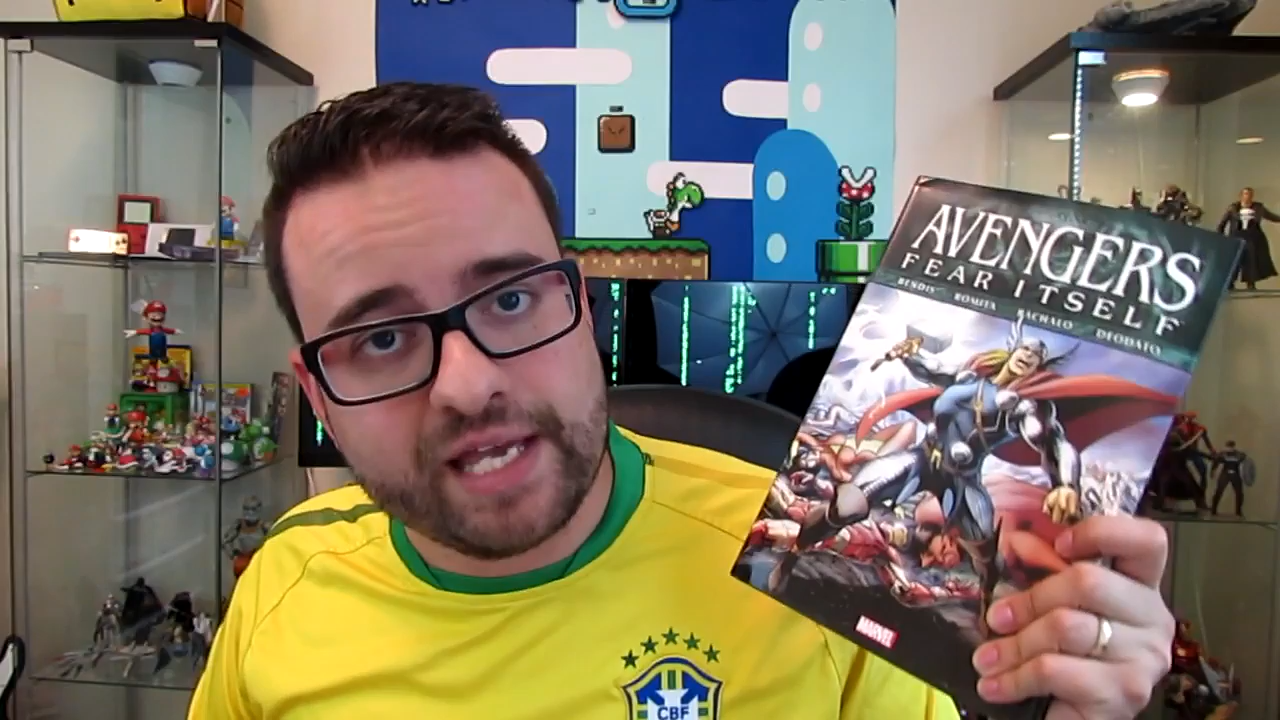 AVENGERS
FEAR ITSELF
BENDIS ROMITA BACHALO DEODATO
MARVEL
CBF